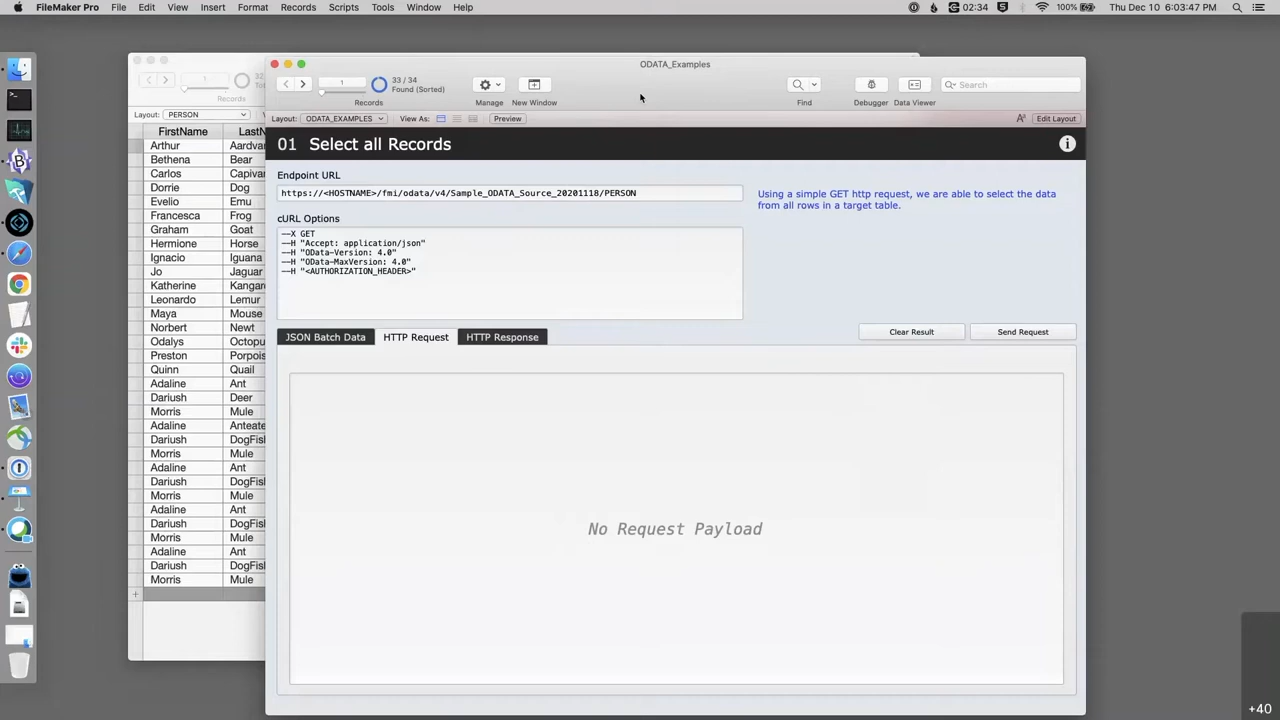 FileMaker Pro File Edit View Insert Format Records Scripts Tools Window Help 02:34 100% Thu Dec 10 6:03:47 PM
ODATA_Examples
1
33 / 34
Found (Sorted)
Search
Records
Manage
New Window
Find
Debugger
Data Viewer
Layout: ODATA_EXAMPLES View As: Preview Edit Layout
01 Select all Records
Endpoint URL
https://<HOSTNAME>/fmi/odata/v4/Sample_ODATA_Source_20201118/PERSON
Using a simple GET http request, we are able to select the data
from all rows in a target table.
cURL Options
--X GET
--H "Accept: application/json"
--H "OData-Version: 4.0"
--H "OData-MaxVersion: 4.0"
--H "<AUTHORIZATION_HEADER>"
JSON Batch Data
HTTP Request
HTTP Response
Clear Result
Send Request
No Request Payload
1
32
Records
Layout: PERSON
FirstName
Arthur Aardvar
Bethena Bear
Carlos Capivar
Dorrie Dog
Evelio Emu
Francesca Frog
Graham Goat
Hermione Horse
Ignacio Iguana
Jo Jaguar
Katherine Kangar
Leonardo Lemur
Maya Mouse
Norbert Newt
Odalys Octopu
Preston Porpois
Quinn Quail
Adaline Ant
Dariush Deer
Morris Mule
Adaline Anteate
Dariush DogFis
Morris Mule
Adaline Ant
Dariush DogFis
Morris Mule
Adaline Ant
Dariush DogFis
Morris Mule
Adaline Ant
Dariush DogFis
Morris Mule
+40